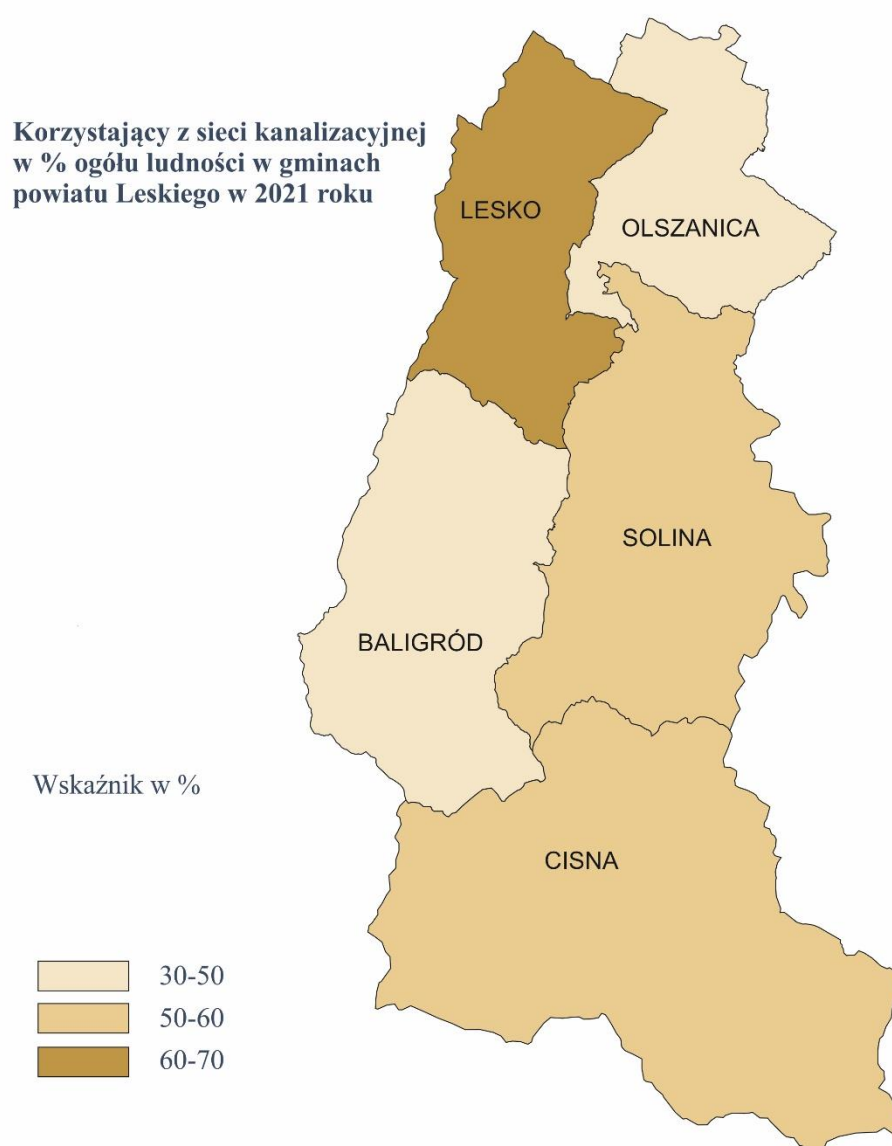 Korzystający z sieci kanalizacyjnej
w % ogółu ludności w gminach
powiatu Leskiego w 2021 roku
LESKO
OLSZANICA
SOLINA
BALIGRÓD
Wskaźnik w %
CISNA
30-50
50-60
60-70